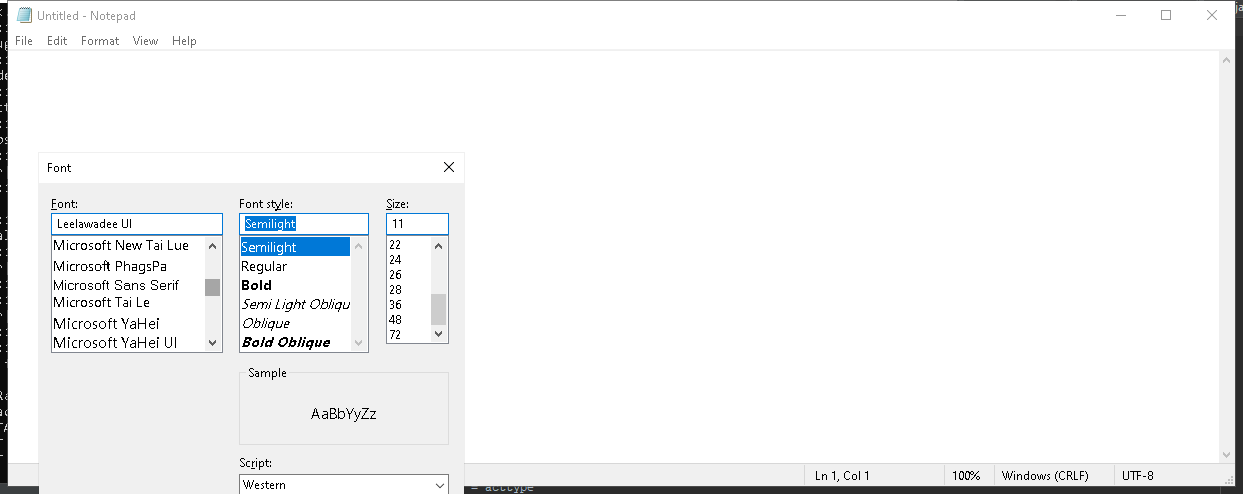 Untitled - Notepad
File Edit Format View Help
Font
Font: Font style: Size:
Leelawadee UI Semilight 11
Microsoft New Tai Lue Semilight 22
Microsoft PhagsPa Regular 24
Microsoft Sans Serif Bold 26
Microsoft Tai Le Semi Light Obliqu 28
Microsoft YaHei Oblique 36
Microsoft YaHei UI Bold Oblique 48
72
Sample
AaBbYyZz
Script:
Western
Ln 1, Col 1 100% Windows (CRLF) UTF-8
= acctype